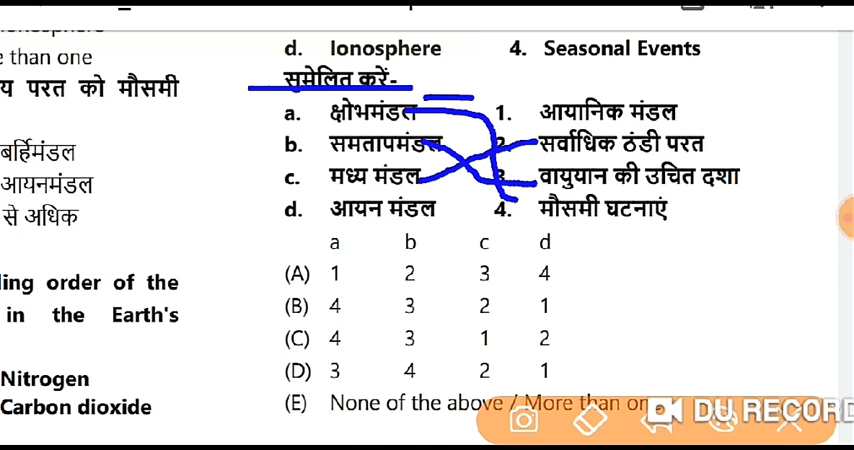 e than one
य परत को मौसमी
बर्हिमंडल
आयनमंडल
से अधिक
ling order of the
in the Earth's
Nitrogen
Carbon dioxide
d. Ionosphere 4. Seasonal Events
समेलित करें-
a. क्षोभमंडल 1. आयानिक मंडल
b. समतापमंडल 2. सर्वाधिक ठंडी परत
c. मध्य मंडल 3. वायुयान की उचित दशा
d. आयन मंडल 4. मौसमी घटनाएं
a b c d
(A) 1 2 3 4
(B) 4 3 2 1
(C) 4 3 1 2
(D) 3 4 2 1
(E) None of the above / More than on
DU RECORD